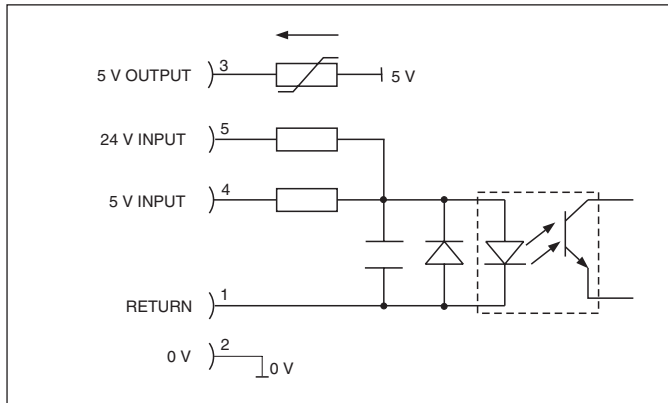 5 V OUTPUT 3 5 V
24 V INPUT 5
5 V INPUT 4
RETURN 1
0 V 2 0 V